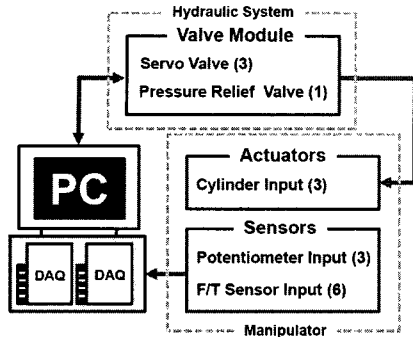 Hydraulic System
Valve Module
Servo Valve (3)
Pressure Relief Valve (1)
PC
DAQ DAQ
Actuators
Cylinder Input (3)
Sensors
Potentiometer Input (3)
F/T Sensor Input (6)
Manipulator